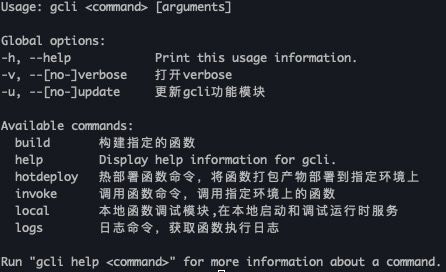 Usage: gcli <command> [arguments]
Global options:
-h, --help Print this usage information.
-v, --[no-]verbose 打开verbose
-u, --[no-]update 更新gcli功能模块
Available commands:
build 构建指定的函数
help Display help information for gcli.
hotdeploy 热部署函数命令, 将函数打包产物部署到指定环境上
invoke 调用函数命令, 调用指定环境上的函数
local 本地函数调试模块,在本地启动和调试运行时服务
logs 日志命令, 获取函数执行日志
Run "gcli help <command>" for more information about a command.